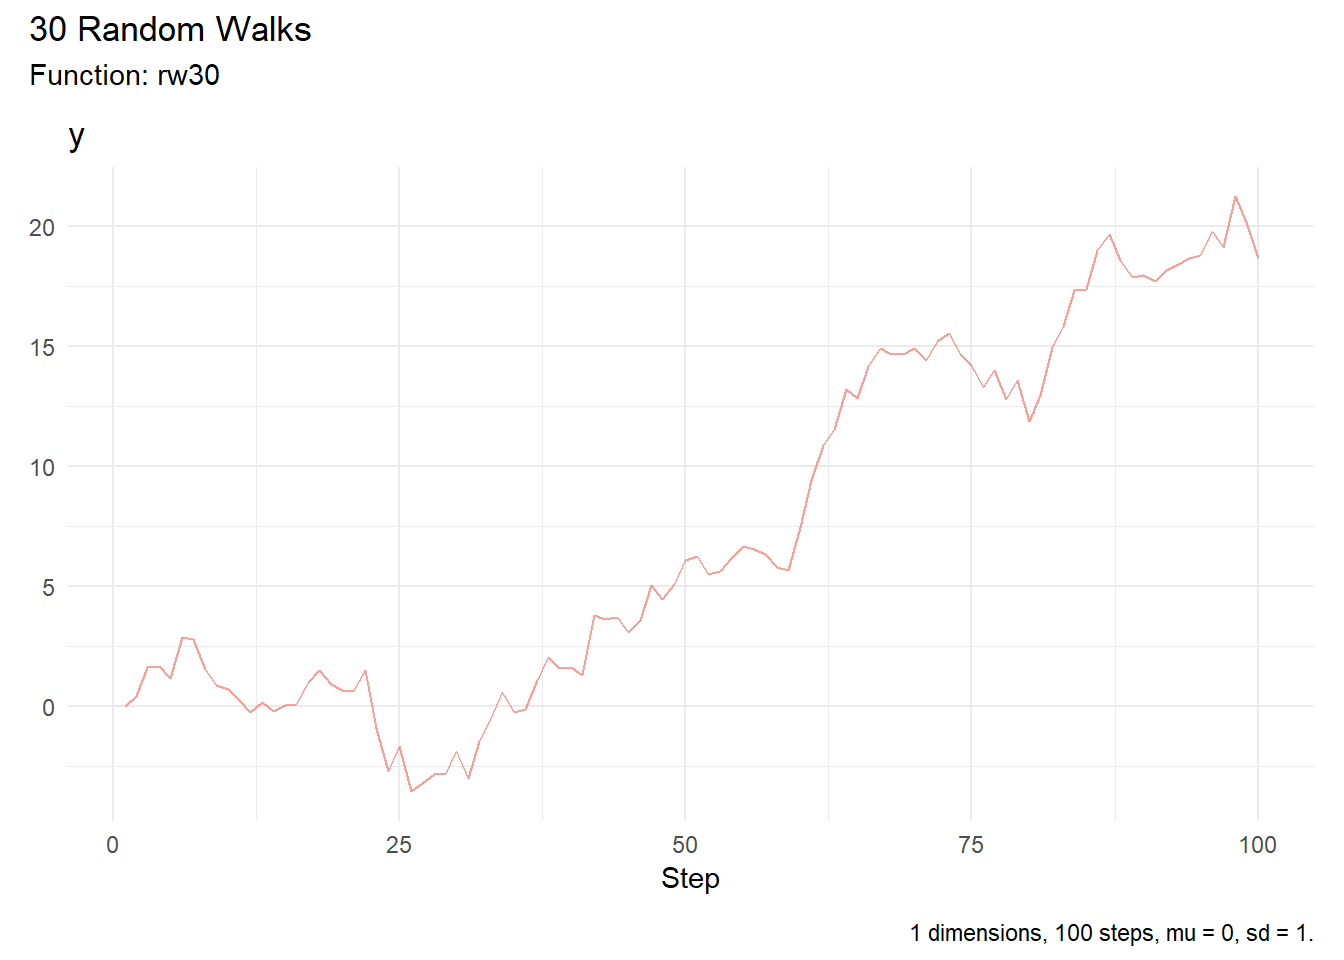 30 Random Walks
Function: rw30
y
20
15
10
5
0
0 25 50 75 100
Step
1 dimensions, 100 steps, mu = 0, sd = 1.